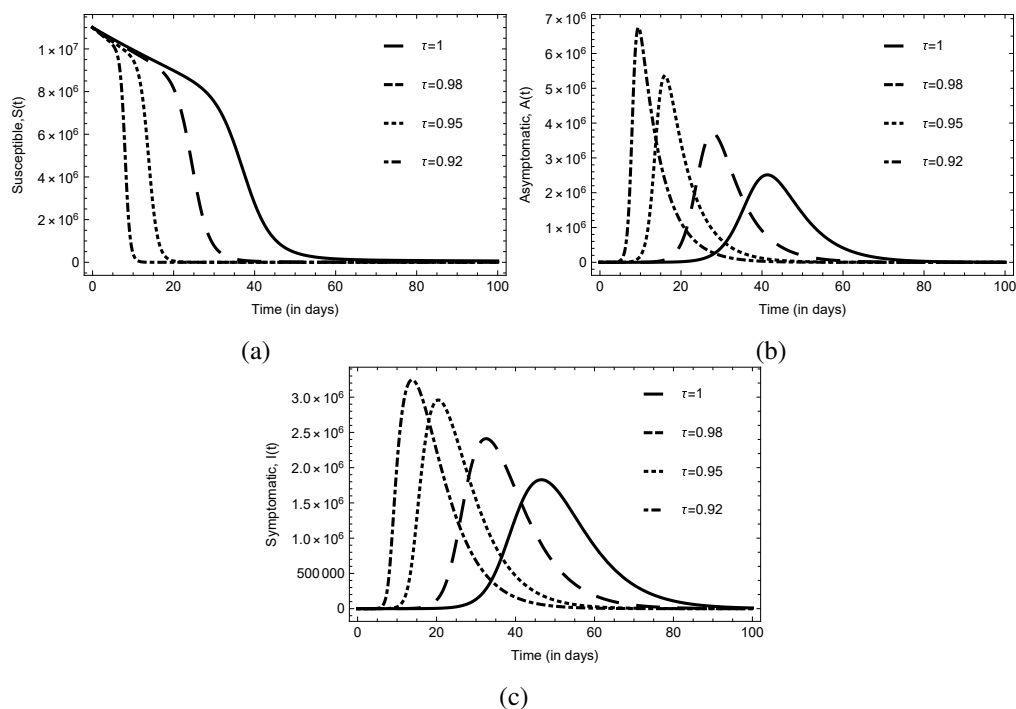 Susceptible,S(t)
1×10⁷
8×10⁶
6×10⁶
4×10⁶
2×10⁶
0
0 20 40 60 80 100
Time (in days)
τ=1
τ=0.98
τ=0.95
τ=0.92
(a)
Asymptomatic, A(t)
7×10⁶
6×10⁶
5×10⁶
4×10⁶
3×10⁶
2×10⁶
1×10⁶
0
0 20 40 60 80 100
Time (in days)
τ=1
τ=0.98
τ=0.95
τ=0.92
(b)
Symptomatic, I(t)
3.0×10⁶
2.5×10⁶
2.0×10⁶
1.5×10⁶
1.0×10⁶
500000
0
0 20 40 60 80 100
Time (in days)
τ=1
τ=0.98
τ=0.95
τ=0.92
(c)